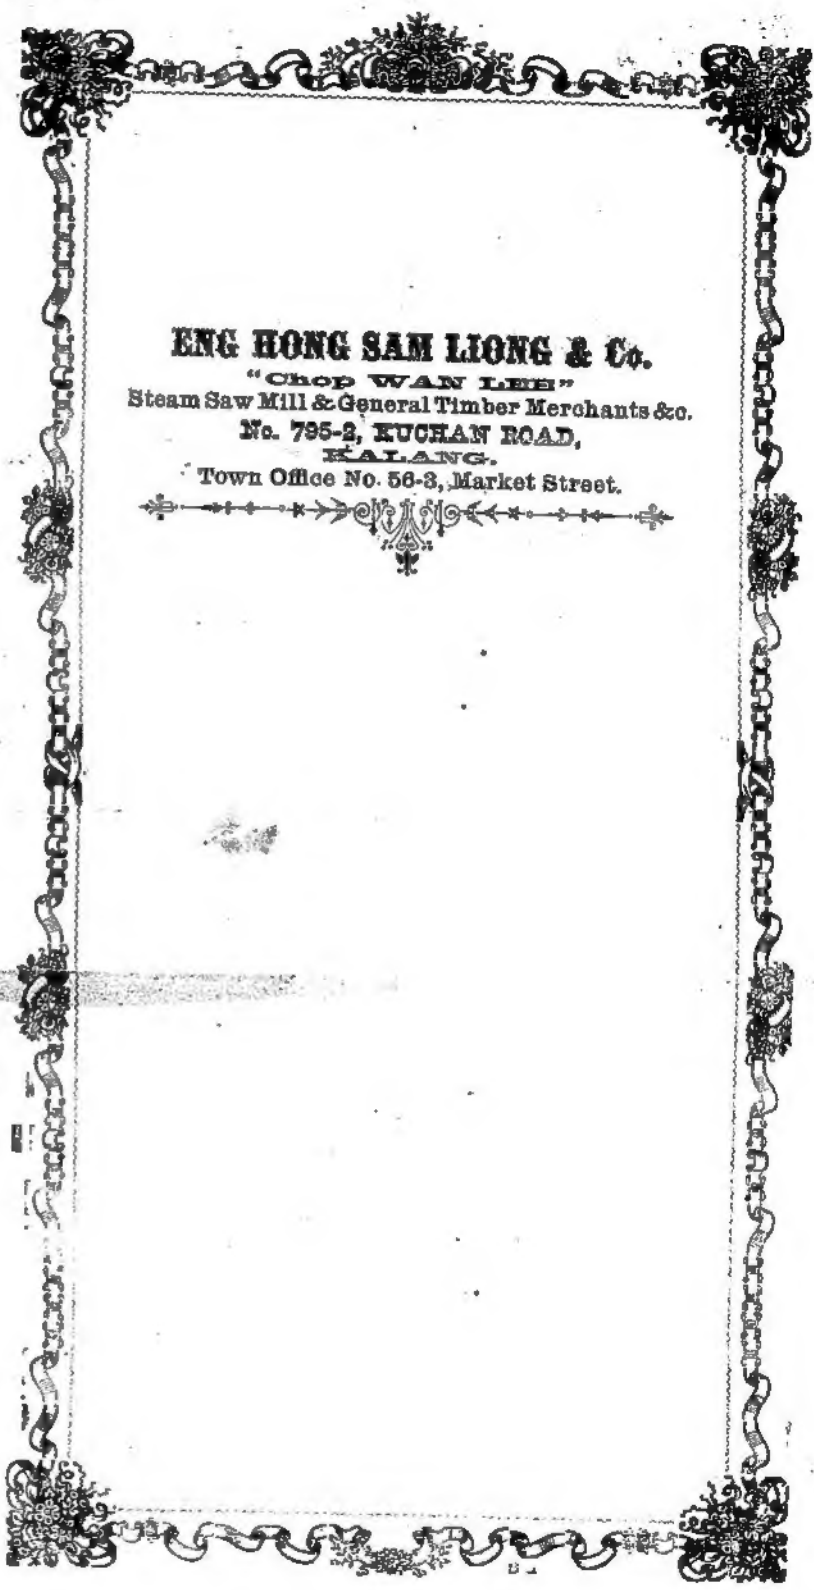 ENG HONG SAM LIONG & Co.
"Chop WAN LEE"
Steam Saw Mill & General Timber Merchants &c.
No. 795-2, KUCHAN ROAD,
KALANG.
Town Office No. 56-3, Market Street.